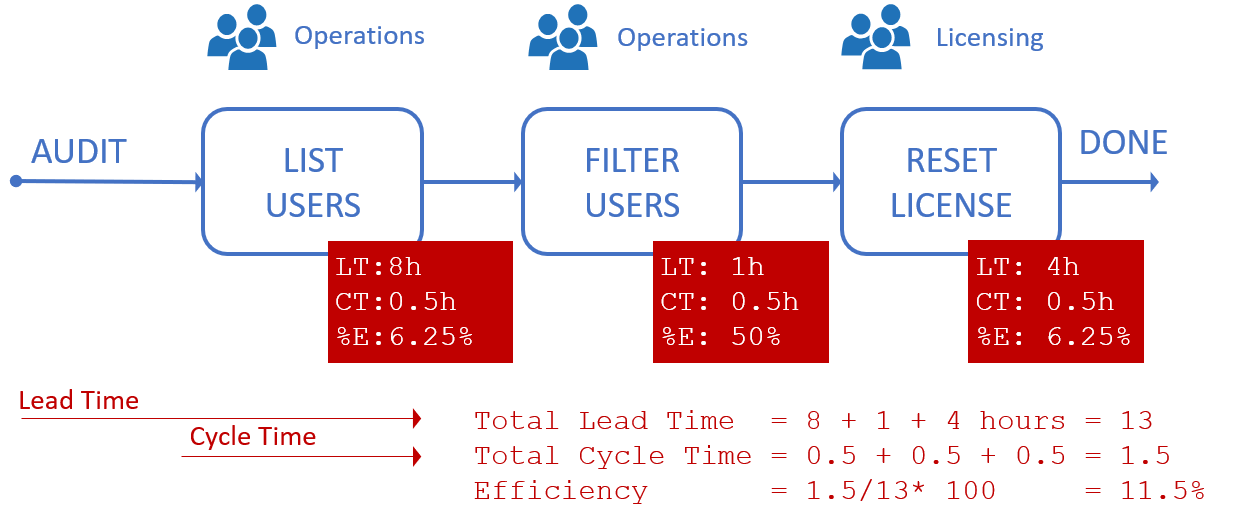 Operations
Operations
Licensing
AUDIT
LIST
USERS
FILTER
USERS
RESET
LICENSE
DONE
LT:8h
CT:0.5h
%E:6.25%
LT: 1h
CT: 0.5h
%E: 50%
LT: 4h
CT: 0.5h
%E: 6.25%
Lead Time
Cycle Time
Total Lead Time = 8 + 1 + 4 hours = 13
Total Cycle Time = 0.5 + 0.5 + 0.5 = 1.5
Efficiency = 1.5/13* 100 = 11.5%